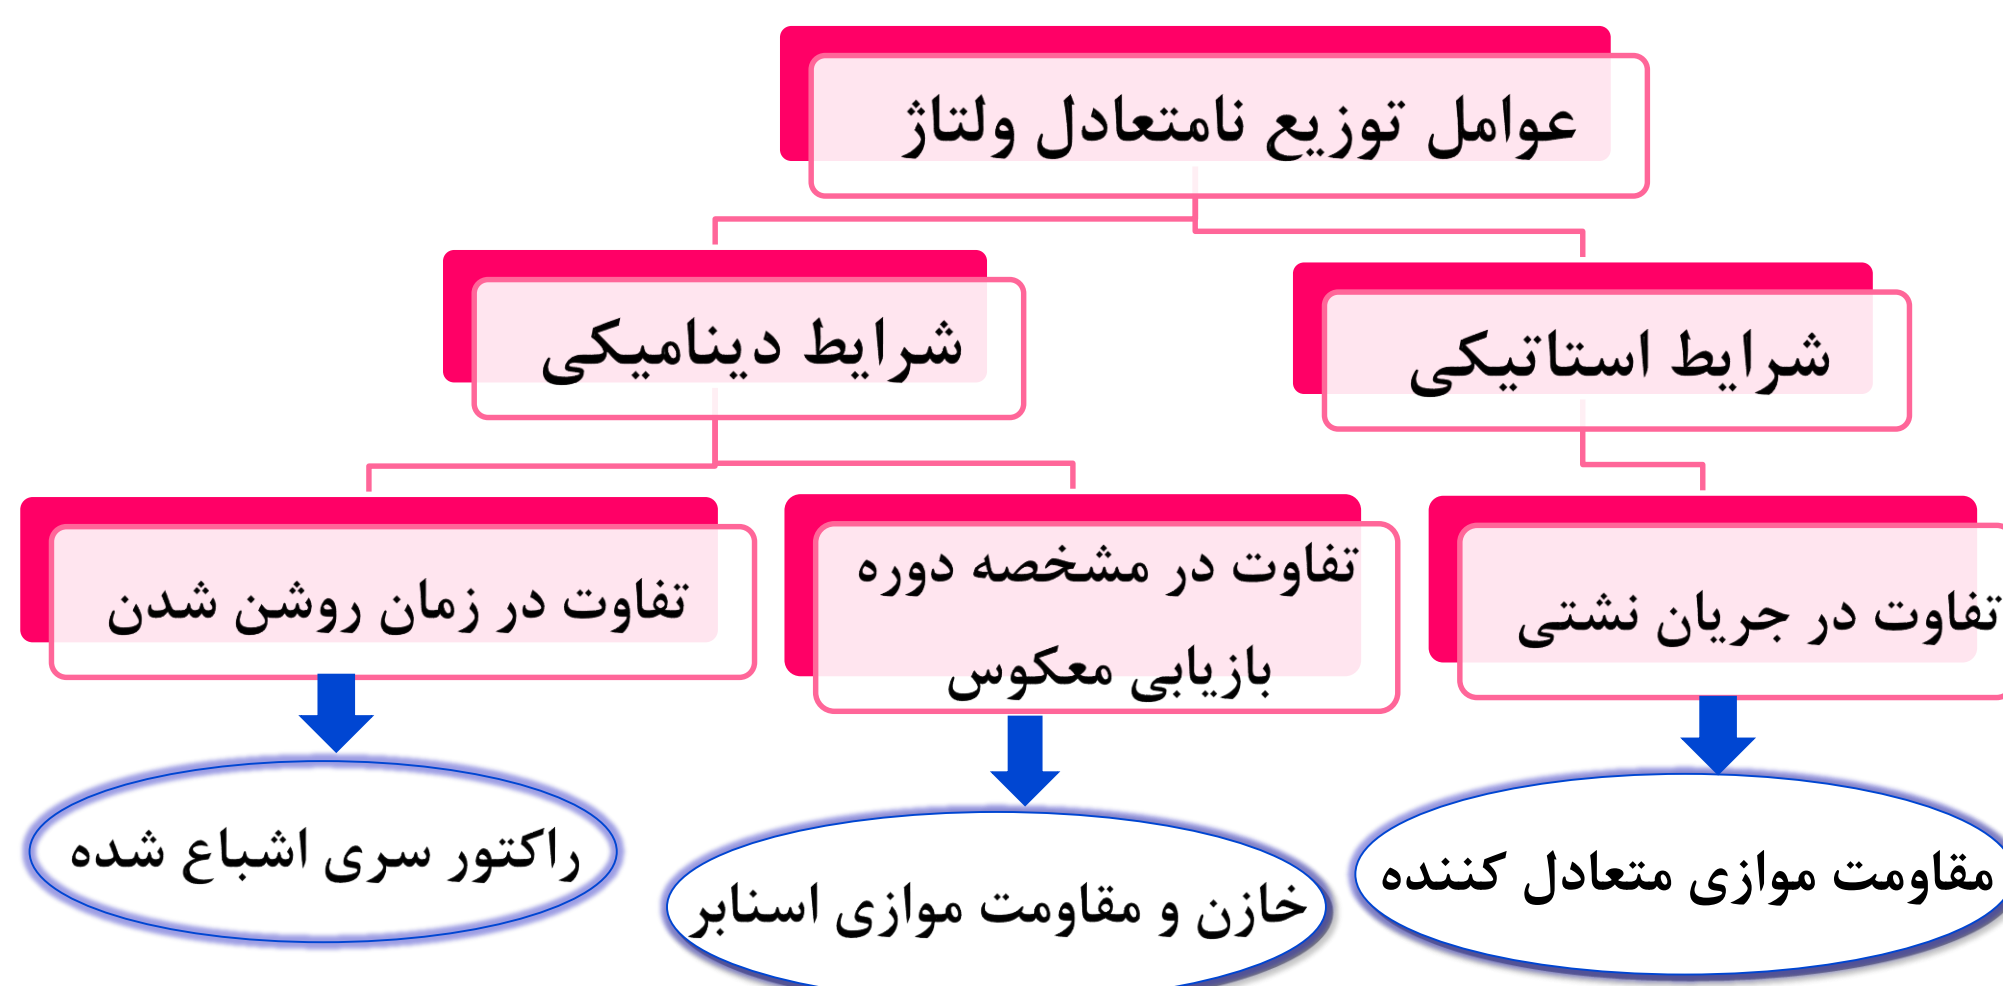 عوامل توزیع نامتعادل ولتاژ
شرایط استاتیکی
شرایط دینامیکی
تفاوت در جریان نشتی
تفاوت در مشخصه دوره
بازیابی معکوس
تفاوت در زمان روشن شدن
مقاومت موازی متعادل کننده
خازن و مقاومت موازی اسنابر
راکتور سری اشباع شده